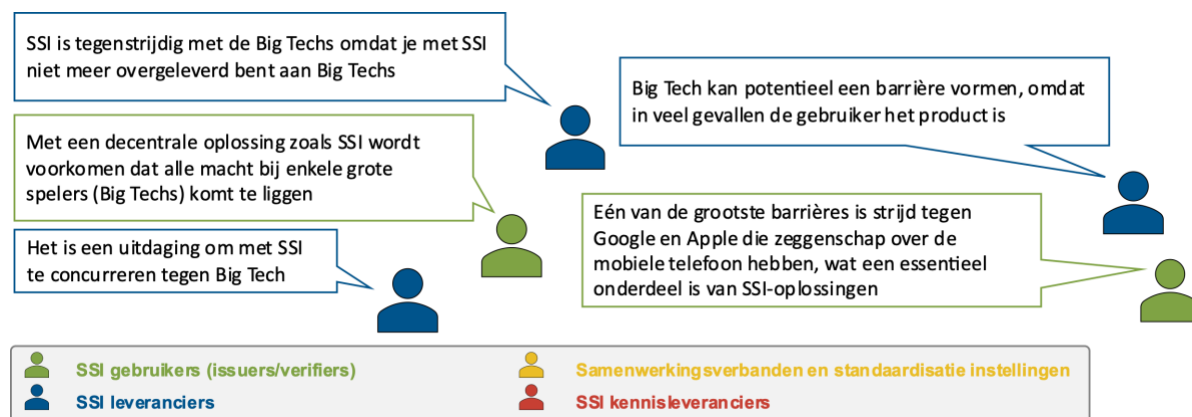 SSI is tegenstrijdig met de Big Techs omdat je met SSI
niet meer overgeleverd bent aan Big Techs
Met een decentrale oplossing zoals SSI wordt
voorkomen dat alle macht bij enkele grote
spelers (Big Techs) komt te liggen
Het is een uitdaging om met SSI
te concurreren tegen Big Tech
Big Tech kan potentieel een barrière vormen, omdat
in veel gevallen de gebruiker het product is
Eén van de grootste barrières is strijd tegen
Google en Apple die zeggenschap over de
mobiele telefoon hebben, wat een essentieel
onderdeel is van SSI-oplossingen
SSI gebruikers (issuers/verifiers)
SSI leveranciers
Samenwerkingsverbanden en standaardisatie instellingen
SSI kennisleveranciers